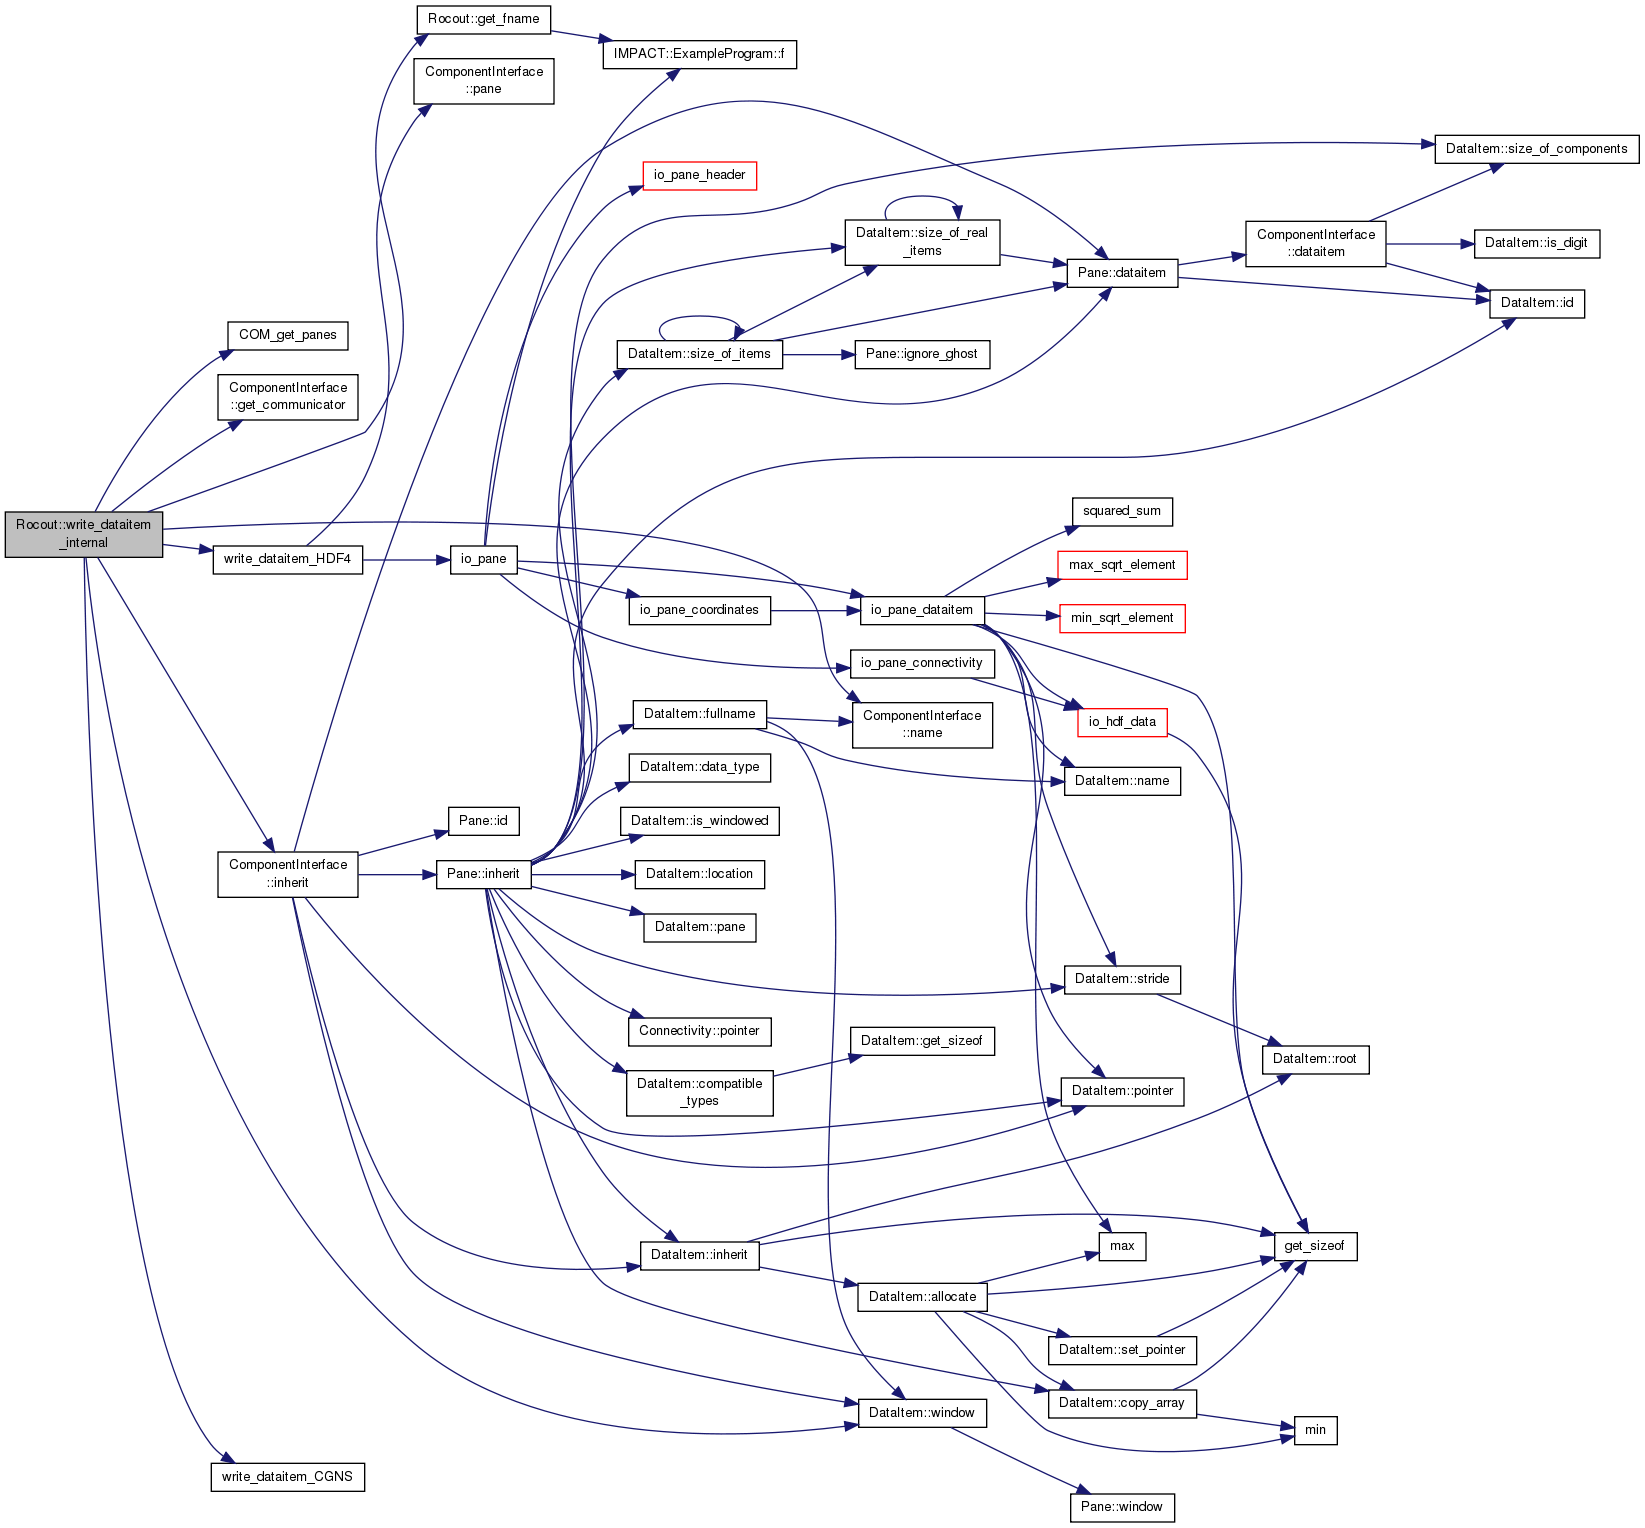 Rocout::get_fname
IMPACT::ExampleProgram::f
ComponentInterface
::pane
DataItem::size_of_components
io_pane_header
DataItem::size_of_real
_items
ComponentInterface
::dataitem
DataItem::is_digit
Pane::dataitem
DataItem::id
COM_get_panes
DataItem::size_of_items
Pane::ignore_ghost
ComponentInterface
::get_communicator
Rocout::write_dataitem
_internal
write_dataitem_HDF4
io_pane
squared_sum
max_sqrt_element
io_pane_coordinates
io_pane_dataitem
min_sqrt_element
io_pane_connectivity
DataItem::fullname
ComponentInterface
::name
io_hdf_data
DataItem::data_type
DataItem::name
Pane::id
DataItem::is_windowed
ComponentInterface
::inherit
Pane::inherit
DataItem::location
DataItem::pane
DataItem::stride
Connectivity::pointer
DataItem::get_sizeof
DataItem::root
DataItem::compatible
_types
DataItem::pointer
DataItem::inherit
max
get_sizeof
DataItem::allocate
DataItem::set_pointer
DataItem::copy_array
DataItem::window
min
write_dataitem_CGNS
Pane::window